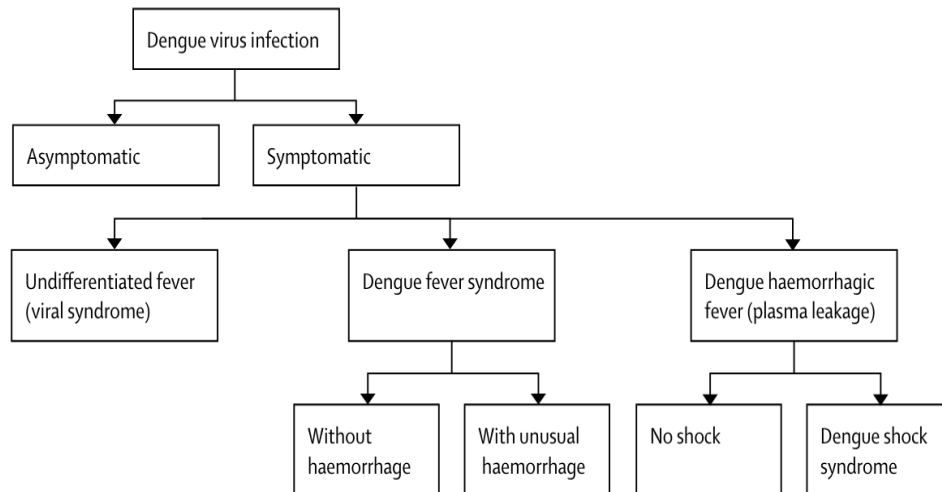 Dengue virus infection
Asymptomatic
Symptomatic
Undifferentiated fever
(viral syndrome)
Dengue fever syndrome
Dengue haemorrhagic
fever (plasma leakage)
Without
haemorrhage
With unusual
haemorrhage
No shock
Dengue shock
syndrome